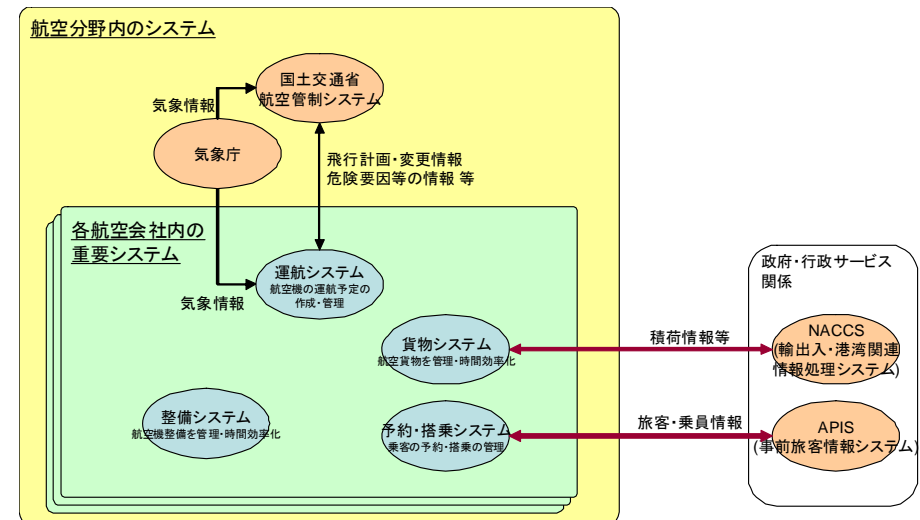 航空分野内のシステム
国土交通省
航空管制システム
気象情報
気象庁
飛行計画・変更情報
危険要因等の情報 等
各航空会社内の
重要システム
運航システム
航空機の運航予定の
作成・管理
気象情報
政府・行政サービス
関係
貨物システム
航空貨物を管理・時間効率化
積荷情報等
NACCS
(輸出入・港湾関連
情報処理システム)
整備システム
航空機整備を管理・時間効率化
予約・搭乗システム
乗客の予約・搭乗の管理
旅客・乗員情報
APIS
(事前旅客情報システム)